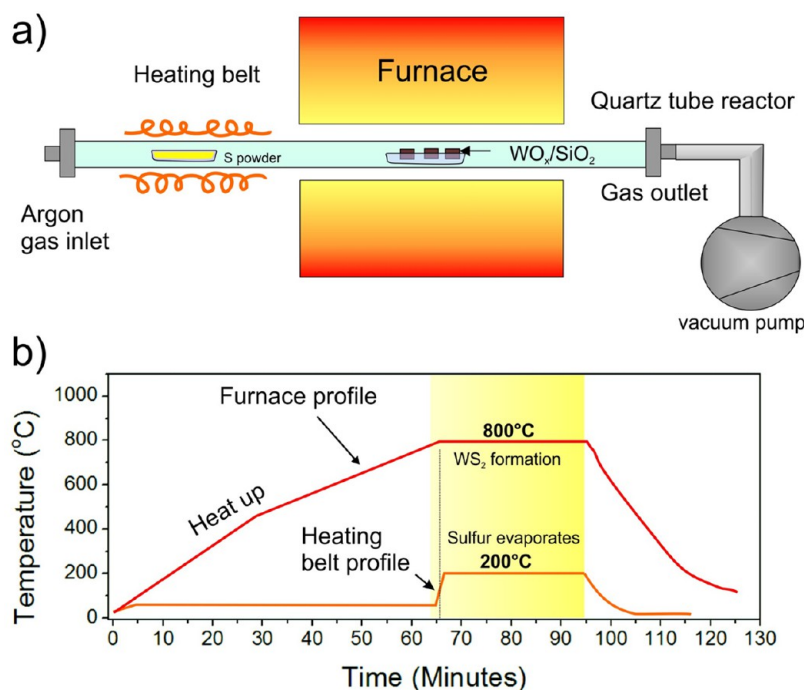 a)
Heating belt
Furnace
Quartz tube reactor
S powder
WOₓ/SiO₂
Argon
gas inlet
Gas outlet
vacuum pump
b)
Temperature (°C)
1000
800
600
400
200
0
Furnace profile
Heat up
800°C
WS₂ formation
Heating
belt profile
Sulfur evaporates
200°C
0 10 20 30 40 50 60 70 80 90 100 110 120 130
Time (Minutes)